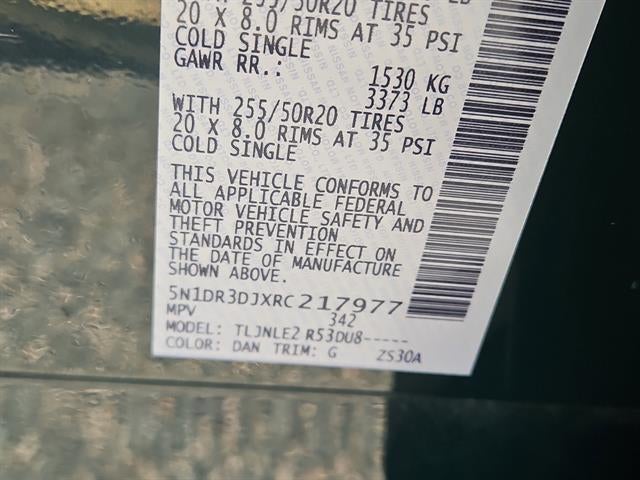 255/50R20 TIRES
20 X 8.0 RIMS AT 35 PSI
COLD SINGLE
GAWR RR.: 1530 KG
3373 LB
WITH 255/50R20 TIRES
20 X 8.0 RIMS AT 35 PSI
COLD SINGLE
THIS VEHICLE CONFORMS TO
ALL APPLICABLE FEDERAL
MOTOR VEHICLE SAFETY AND
THEFT PREVENTION
STANDARDS IN EFFECT ON
THE DATE OF MANUFACTURE
SHOWN ABOVE.
5N1DR3DJXRC217977
MPV 342
MODEL: TLJNLE2 R53DU8-----
COLOR: DAN TRIM: G ZS30A